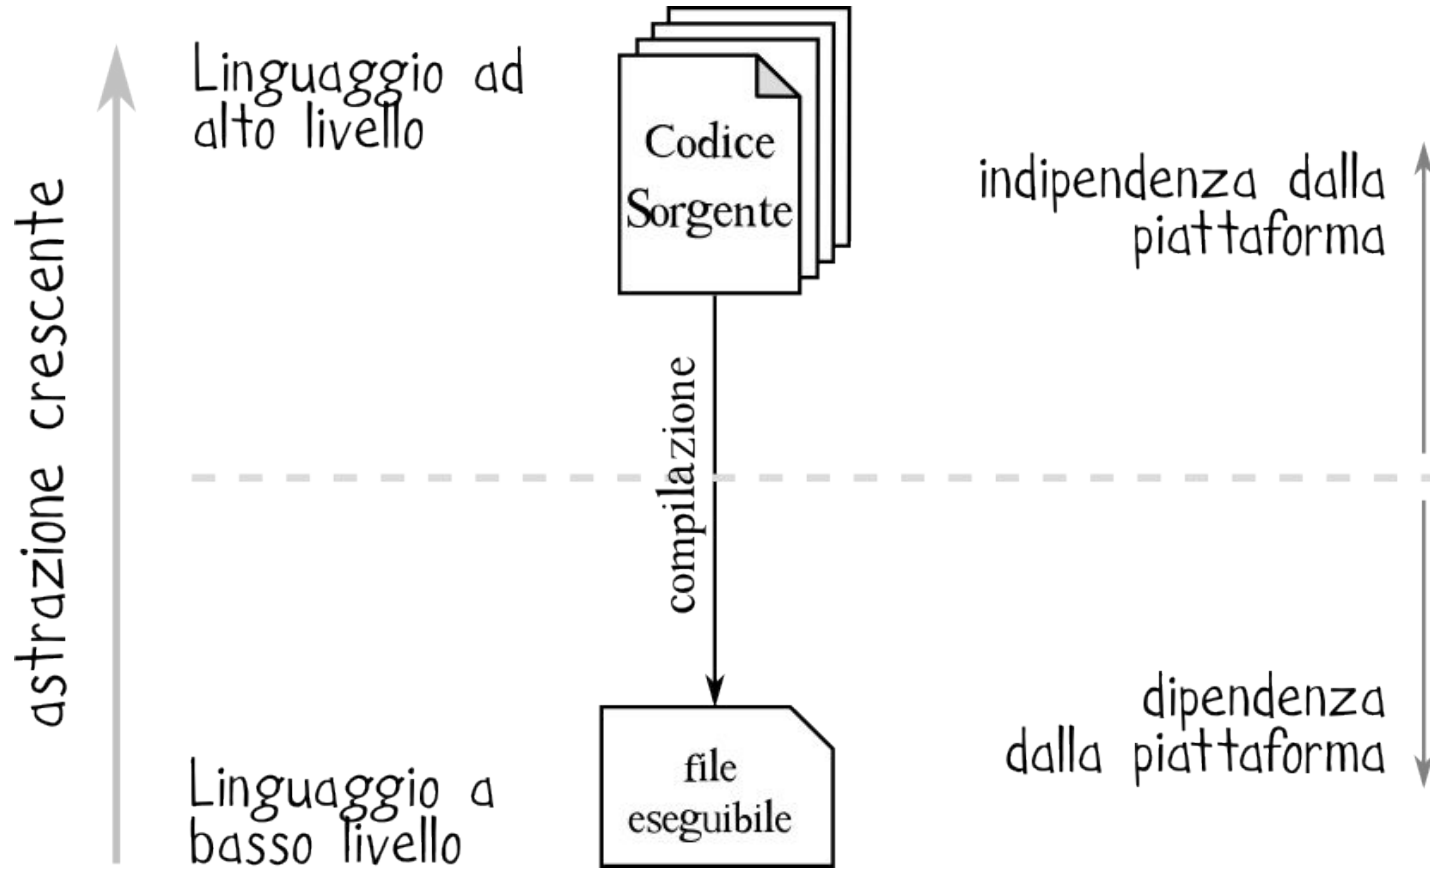 Linguaggio ad
alto livello
Codice
Sorgente
indipendenza dalla
piattaforma
astrazione crescente
compilazione
dipendenza
dalla piattaforma
Linguaggio a
basso livello
file
eseguibile